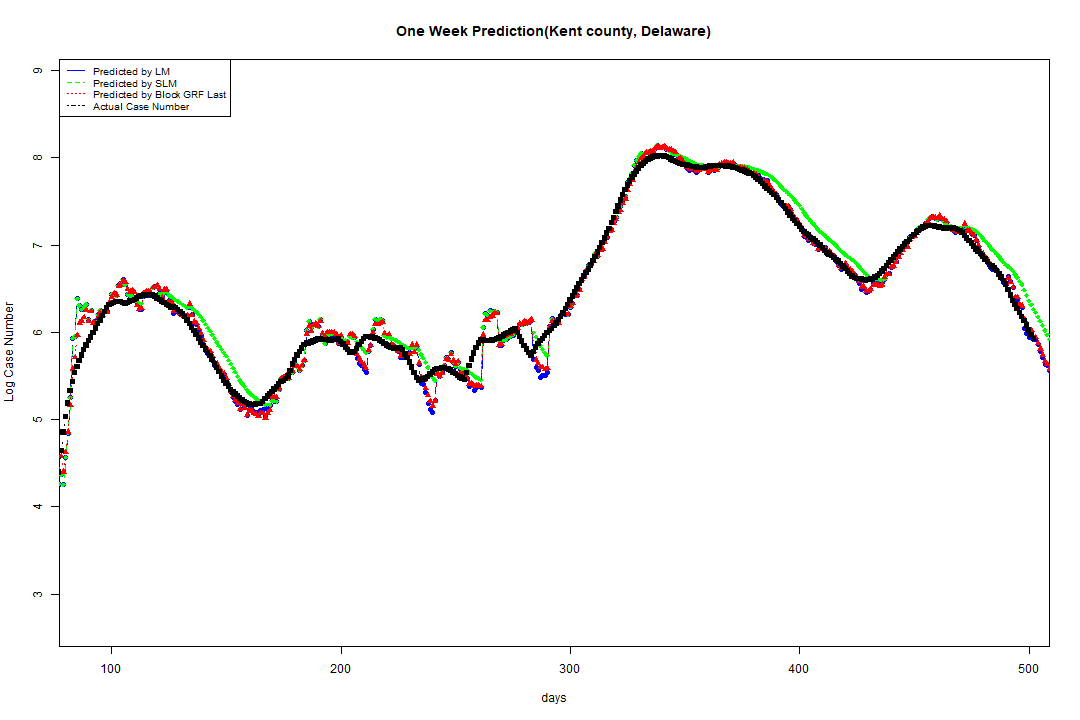 One Week Prediction(Kent county, Delaware)
Predicted by LM
Predicted by SLM
Predicted by Block GRF Last
Actual Case Number
9
8
7
6
5
4
3
Log Case Number
100 200 300 400 500
days